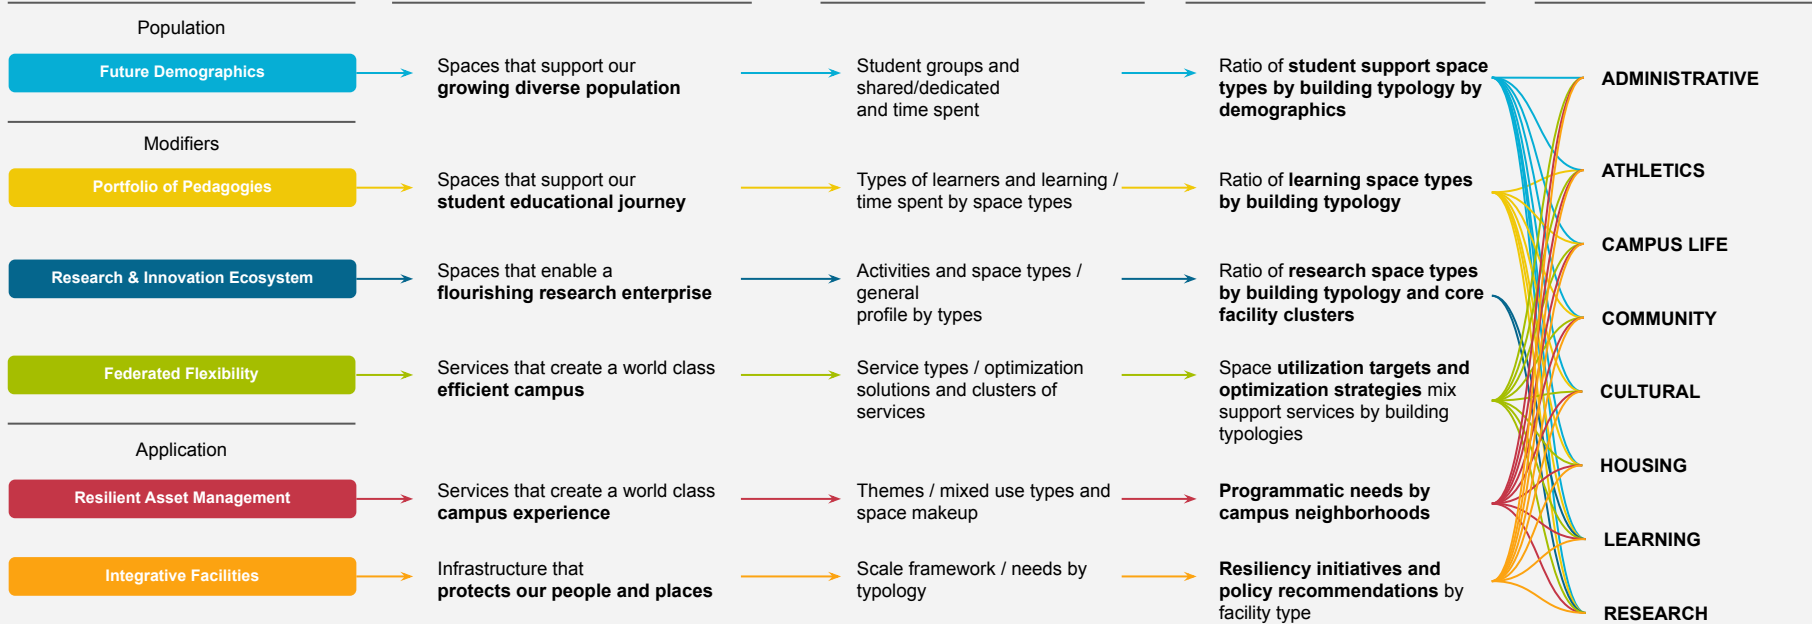 Population
Future Demographics
Spaces that support our
growing diverse population
Student groups and
shared/dedicated
and time spent
Ratio of student support space
types by building typology by
demographics
ADMINISTRATIVE
Modifiers
Portfolio of Pedagogies
Spaces that support our
student educational journey
Types of learners and learning /
time spent by space types
Ratio of learning space types
by building typology
ATHLETICS
CAMPUS LIFE
Research & Innovation Ecosystem
Spaces that enable a
flourishing research enterprise
Activities and space types /
general
profile by types
Ratio of research space types
by building typology and core
facility clusters
COMMUNITY
Federated Flexibility
Services that create a world class
efficient campus
Service types / optimization
solutions and clusters of
services
Space utilization targets and
optimization strategies mix
support services by building
typologies
CULTURAL
Application
HOUSING
Resilient Asset Management
Services that create a world class
campus experience
Themes / mixed use types and
space makeup
Programmatic needs by
campus neighborhoods
LEARNING
Integrative Facilities
Infrastructure that
protects our people and places
Scale framework / needs by
typology
Resiliency initiatives and
policy recommendations by
facility type
RESEARCH